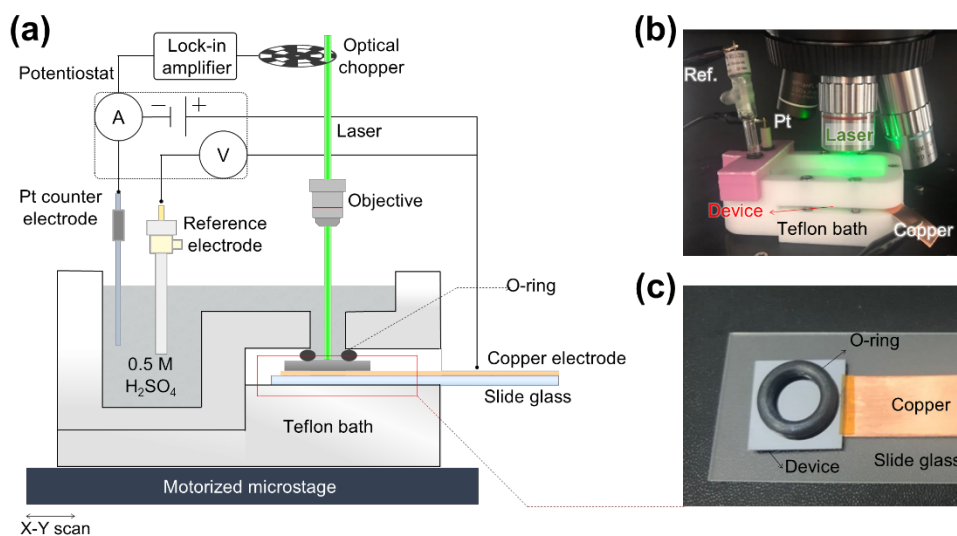 (a)
Lock-in
amplifier
Optical
chopper
Potentiostat
A
− +
Laser
V
Pt counter
electrode
Reference
electrode
Objective
O-ring
0.5 M
H₂SO₄
Copper electrode
Slide glass
Teflon bath
Motorized microstage
X-Y scan
(b)
Ref.
Pt
Laser
Device
Teflon bath
Copper
(c)
O-ring
Copper
Device
Slide glass